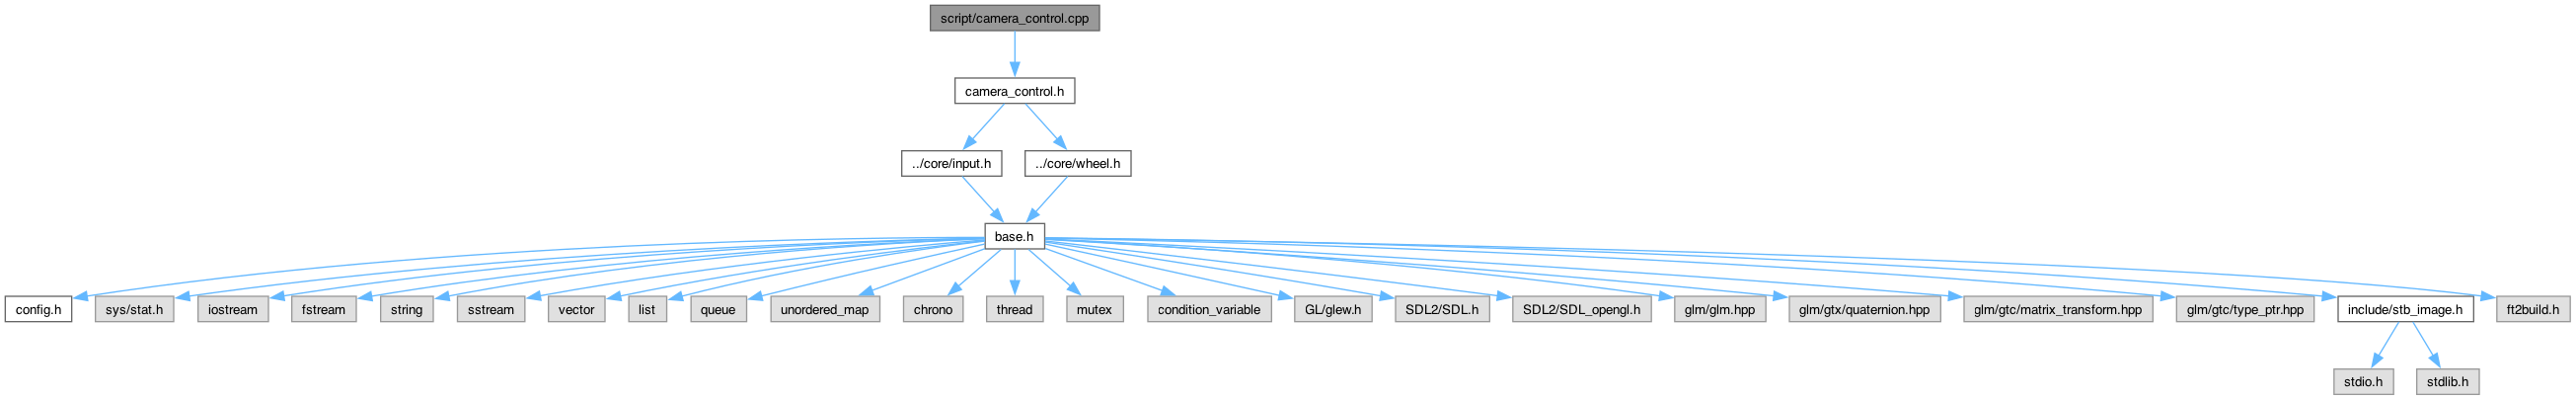 script/camera_control.cpp
camera_control.h
../core/input.h
../core/wheel.h
base.h
config.h
sys/stat.h
iostream
fstream
string
sstream
vector
list
queue
unordered_map
chrono
thread
mutex
condition_variable
GL/glew.h
SDL2/SDL.h
SDL2/SDL_opengl.h
glm/glm.hpp
glm/gtx/quaternion.hpp
glm/gtc/matrix_transform.hpp
glm/gtc/type_ptr.hpp
include/stb_image.h
ft2build.h
stdio.h
stdlib.h